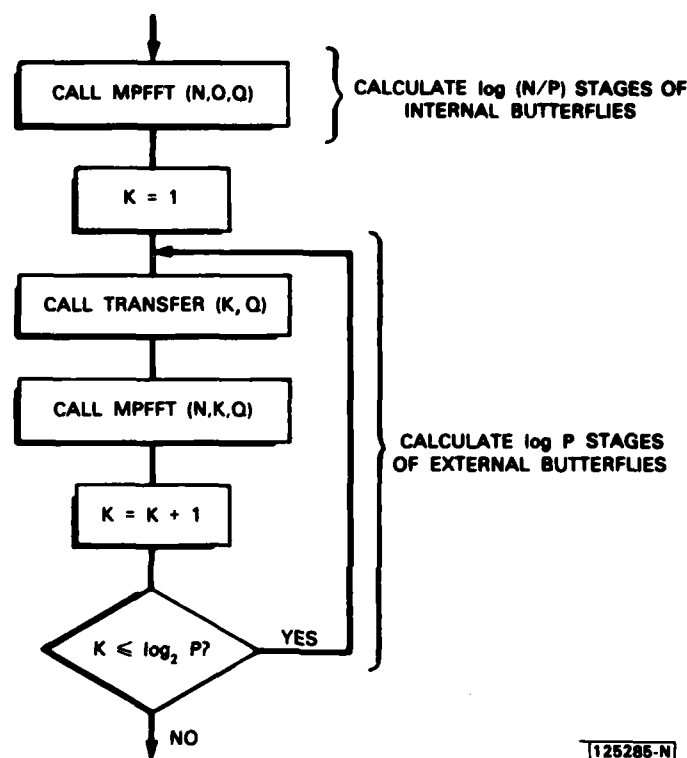 CALL MPFFT (N,O,Q)
CALCULATE log (N/P) STAGES OF
INTERNAL BUTTERFLIES
K = 1
CALL TRANSFER (K, Q)
CALL MPFFT (N,K,Q)
CALCULATE log P STAGES
OF EXTERNAL BUTTERFLIES
K = K + 1
K ⩽ log₂ P?
YES
NO
125285-N